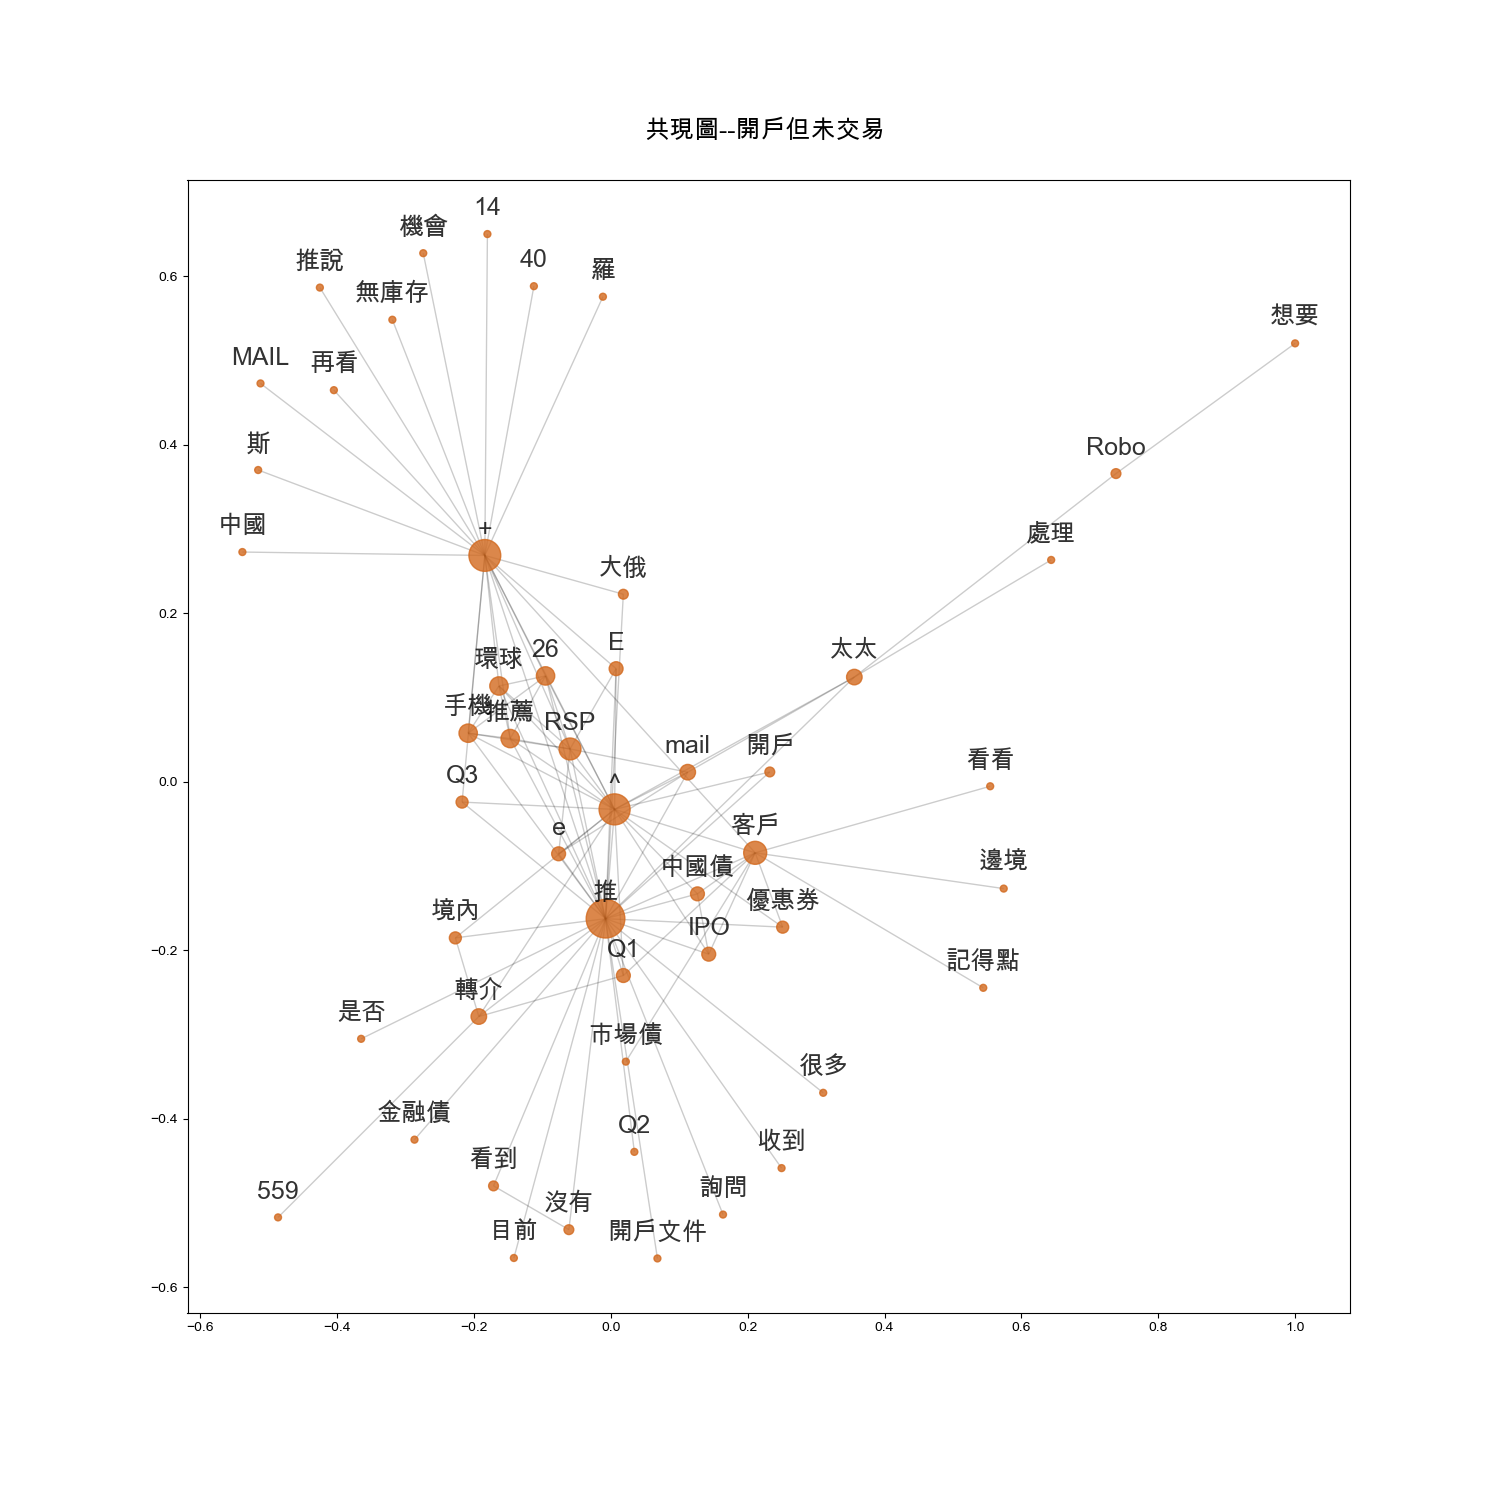 共現圖--開戶但未交易
14
機會
40
推說
羅
無庫存
想要
MAIL
再看
斯
Robo
中國
+
處理
大俄
E
26
環球
太太
手機
推薦
RSP
mail
開戶
Q3
^
看看
e
客戶
中國債
邊境
推
優惠券
境內
IPO
Q1
記得點
轉介
是否
市場債
很多
金融債
Q2
收到
看到
559
詢問
沒有
目前
開戶文件
0.6
0.4
0.2
0.0
−0.2
−0.4
−0.6
−0.6
−0.4
−0.2
0.0
0.2
0.4
0.6
0.8
1.0